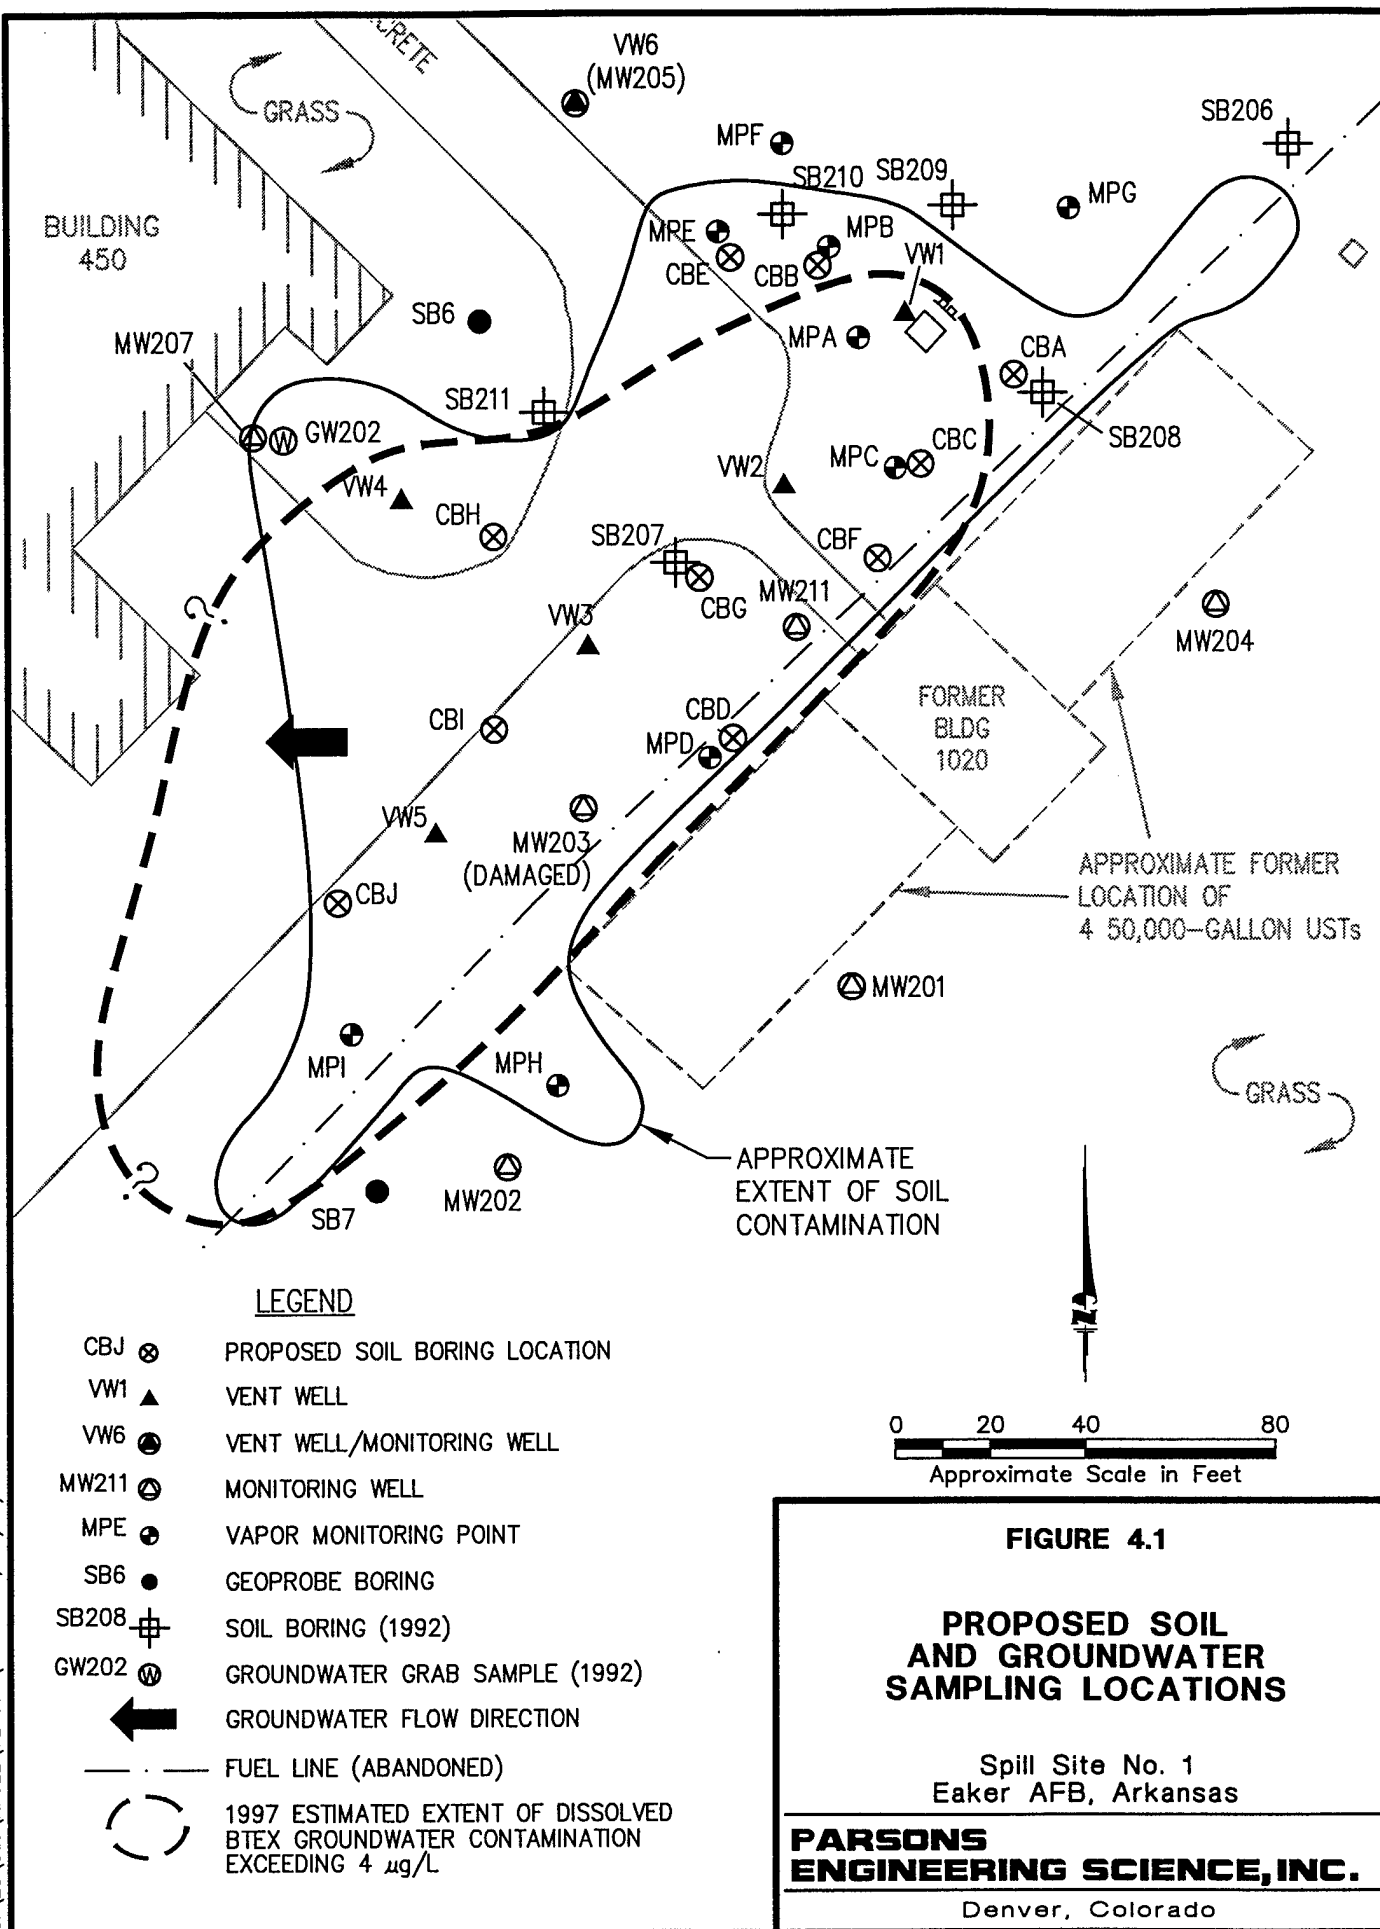 CRETE
VW6
(MW205)
GRASS
SB206
MPF
SB210
SB209
MPG
BUILDING
450
MPE
MPB
CBE
CBB
VW1
SB6
MPA
MW207
CBA
SB211
GW202
SB208
CBC
MPC
VW2
VW4
CBH
SB207
CBF
CBG
MW211
?
VW3
MW204
CBI
CBD
FORMER
BLDG
1020
MPD
VW5
MW203
(DAMAGED)
APPROXIMATE FORMER
LOCATION OF
4 50,000-GALLON USTs
CBJ
MW201
MPI
MPH
GRASS
APPROXIMATE
EXTENT OF SOIL
CONTAMINATION
?
MW202
SB7
N
LEGEND
CBJ PROPOSED SOIL BORING LOCATION
VW1 VENT WELL
VW6 VENT WELL/MONITORING WELL
MW211 MONITORING WELL
MPE VAPOR MONITORING POINT
SB6 GEOPROBE BORING
SB208 SOIL BORING (1992)
GW202 W GROUNDWATER GRAB SAMPLE (1992)
GROUNDWATER FLOW DIRECTION
FUEL LINE (ABANDONED)
1997 ESTIMATED EXTENT OF DISSOLVED
BTEX GROUNDWATER CONTAMINATION
EXCEEDING 4 µg/L
0 20 40 80
Approximate Scale in Feet
FIGURE 4.1
PROPOSED SOIL
AND GROUNDWATER
SAMPLING LOCATIONS
Spill Site No. 1
Eaker AFB, Arkansas
PARSONS
ENGINEERING SCIENCE, INC.
Denver, Colorado